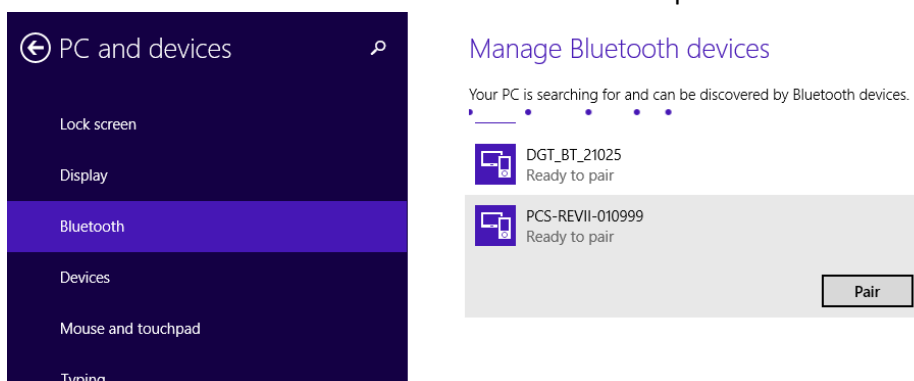 PC and devices
Lock screen
Display
Bluetooth
Devices
Mouse and touchpad
Typing
Manage Bluetooth devices
Your PC is searching for and can be discovered by Bluetooth devices.
DGT_BT_21025
Ready to pair
PCS-REVII-010999
Ready to pair
Pair